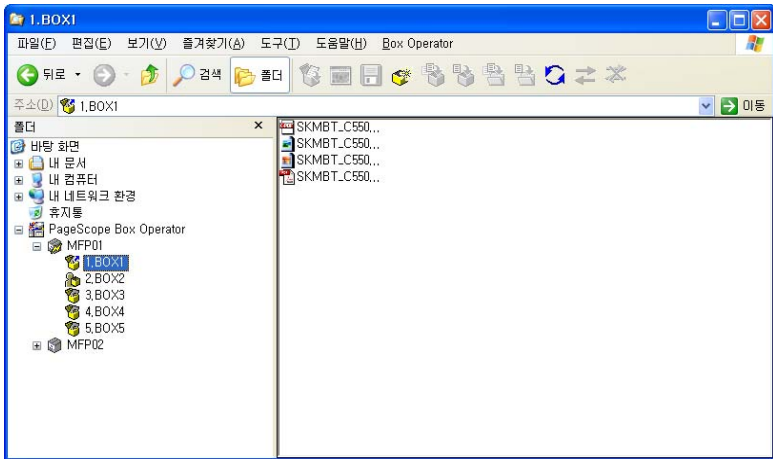 1.BOX1
파일(F) 편집(E) 보기(V) 즐겨찾기(A) 도구(T) 도움말(H) Box Operator
뒤로 검색 폴더
주소(D) 1.BOX1 이동
폴더
바탕 화면
내 문서
내 컴퓨터
내 네트워크 환경
휴지통
PageScope Box Operator
MFP01
1.BOX1
2.BOX2
3.BOX3
4.BOX4
5.BOX5
MFP02
SKMBT_C550...
SKMBT_C550...
SKMBT_C550...
SKMBT_C550...